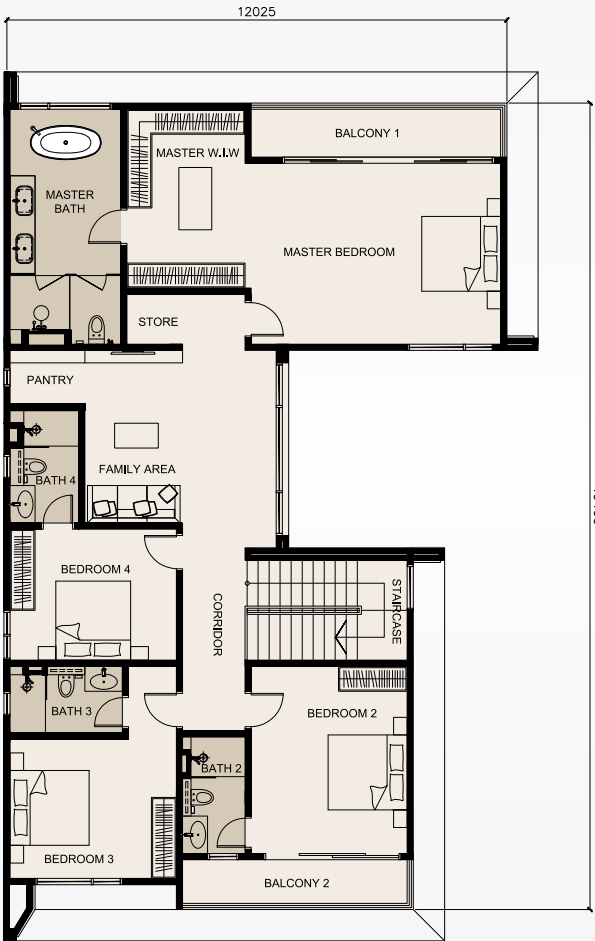 12025
BALCONY 1
MASTER W.I.W
MASTER
BATH
MASTER BEDROOM
STORE
PANTRY
FAMILY AREA
BATH 4
BEDROOM 4
CORRIDOR
STAIRCASE
BATH 3
BEDROOM 2
BATH 2
BEDROOM 3
BALCONY 2